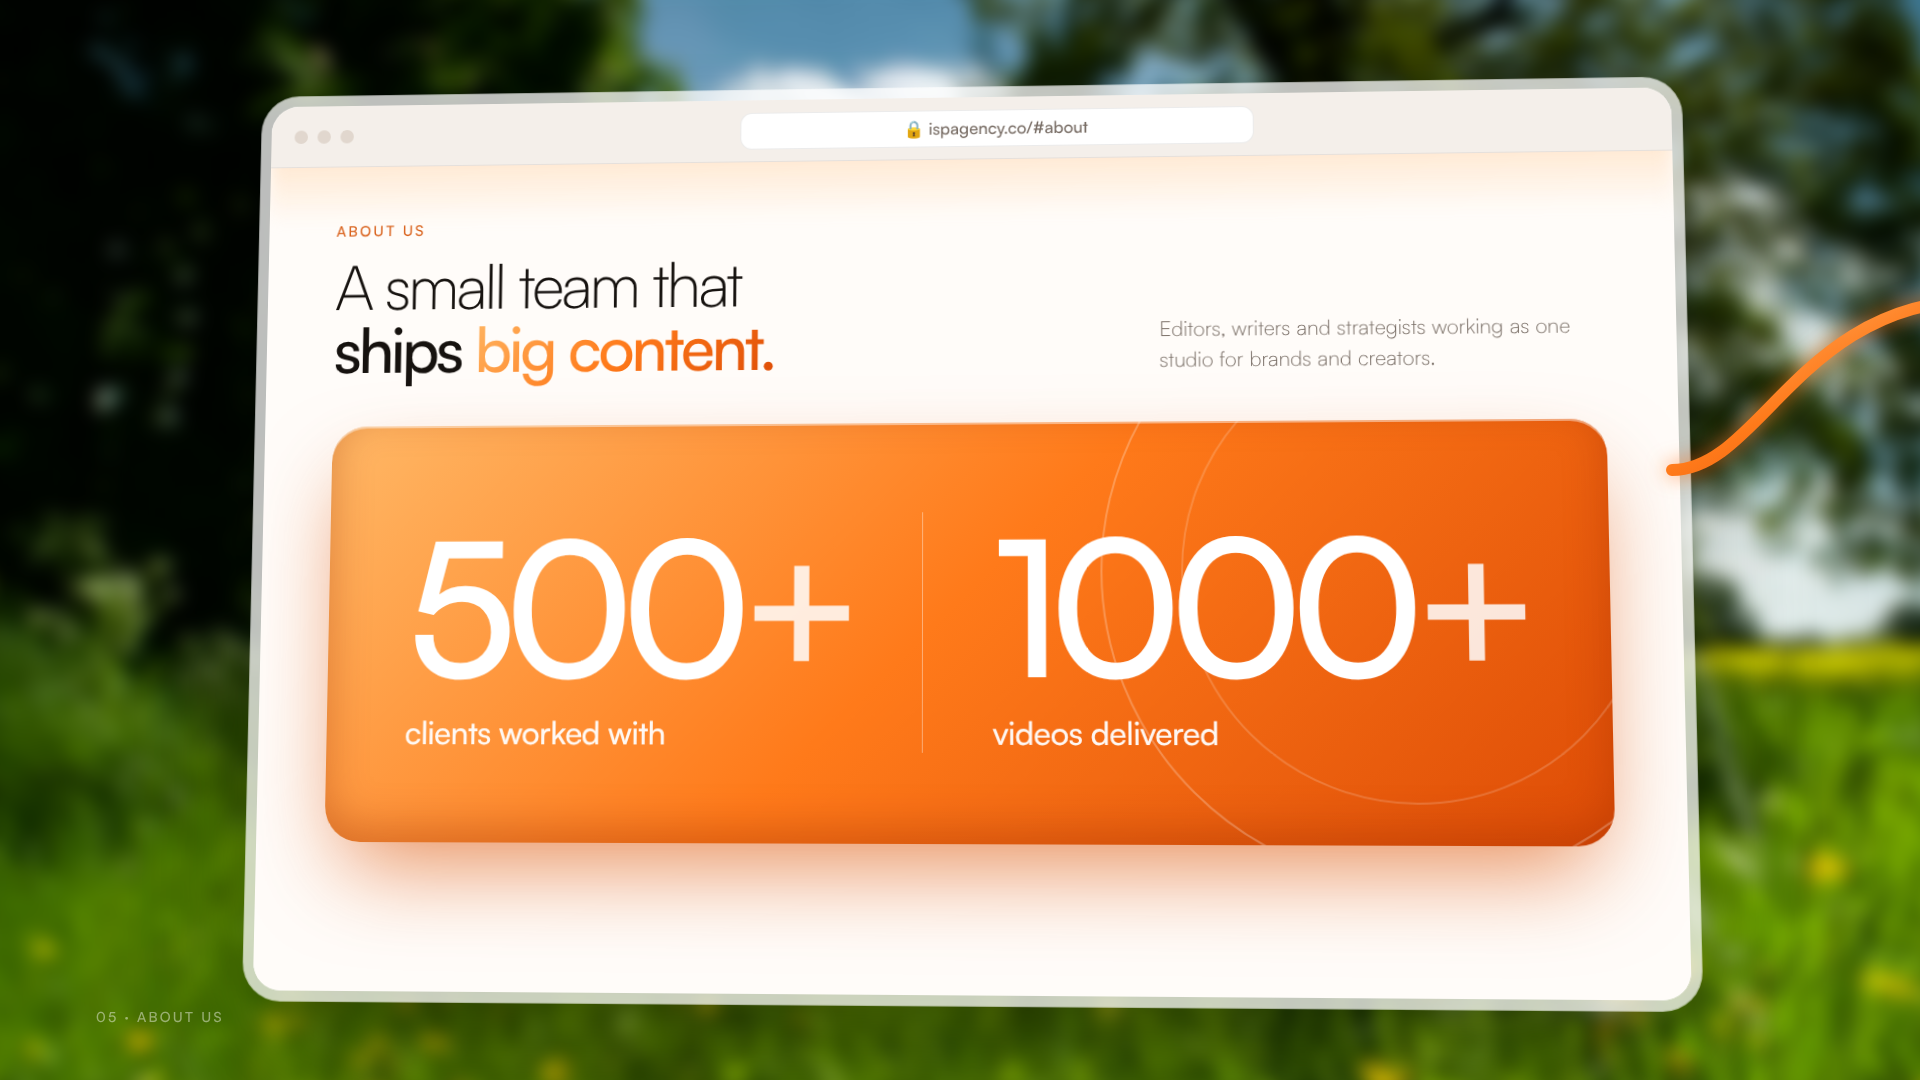 🔒 ispagency.co/#about
ABOUT US
A small team that
ships big content.
Editors, writers and strategists working as one
studio for brands and creators.
500+
clients worked with
1000+
videos delivered
05 · ABOUT US